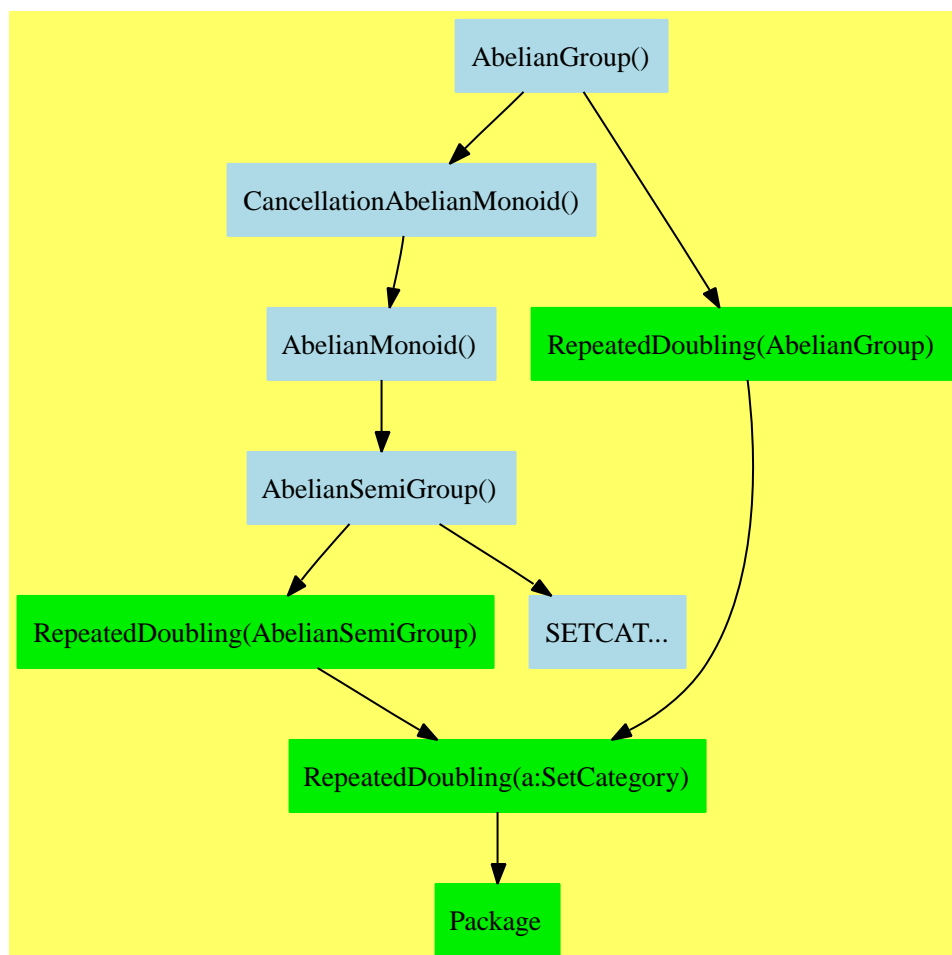 AbelianGroup()
CancellationAbelianMonoid()
AbelianMonoid()
RepeatedDoubling(AbelianGroup)
AbelianSemiGroup()
RepeatedDoubling(AbelianSemiGroup)
SETCAT...
RepeatedDoubling(a:SetCategory)
Package